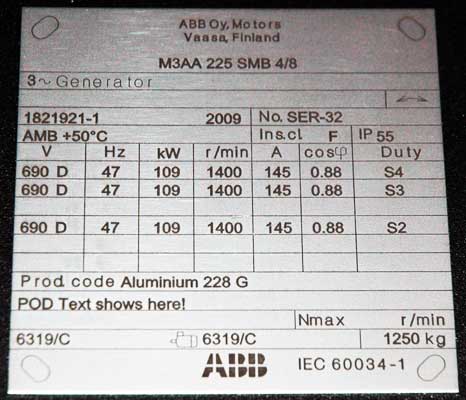 ABB Oy, Motors
Vaasa, Finland
M3AA 225 SMB 4/8
3~Generator
1821921-1 2009 No. SER-32
AMB +50°C Ins.cl F IP 55
V Hz kW r/min A cosφ Duty
690 D 47 109 1400 145 0.88 S4
690 D 47 109 1400 145 0.88 S3
690 D 47 109 1400 145 0.88 S2
Prod. code Aluminium 228 G
POD Text shows here!
Nmax r/min
6319/C 6319/C 1250 kg
ABB IEC 60034-1